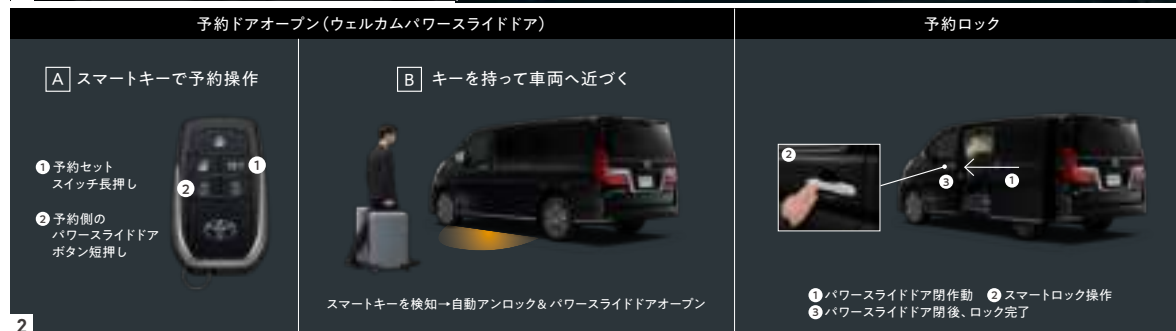 予約ドアオープン（ウェルカムパワースライドドア）
A スマートキーで予約操作
❶ 予約セット
スイッチ長押し
❷ 予約側の
パワースライドドア
ボタン短押し
1
2
B キーを持って車両へ近づく
スマートキーを検知→自動アンロック&パワースライドドアオープン
予約ロック
2
3
1
❶パワースライドドア閉作動 ❷スマートロック操作
❸パワースライドドア閉後、ロック完了
2